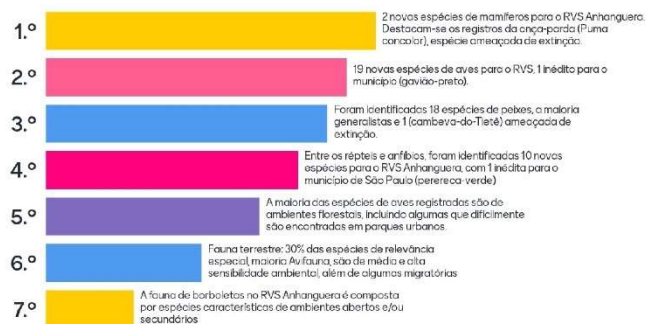 1.º
2 novas espécies de mamíferos para o RVS Anhanguera.
Destacam-se os registros da onça-parda (Puma
concolor), espécie ameaçada de extinção.
2.º
19 novas espécies de aves para o RVS, 1 inédito para o
município (gavião-preto).
3.º
Foram identificadas 18 espécies de peixes, a maioria
generalistas e 1 (cambeva-do-Tietê) ameaçada de
extinção.
4.º
Entre os répteis e anfíbios, foram identificadas 10 novas
espécies para o RVS Anhanguera, com 1 inédita para o
município de São Paulo (perereca-verde)
5.º
A maioria das espécies de aves registradas são de
ambientes florestais, incluindo algumas que dificilmente
são encontradas em parques urbanos.
6.º
Fauna terrestre: 30% das espécies de relevância
especial, maioria Avifauna, são de média e alta
sensibilidade ambiental, além de algumas migratórias
7.º
A fauna de borboletas no RVS Anhanguera é composta
por espécies características de ambientes abertos e/ou
secundários